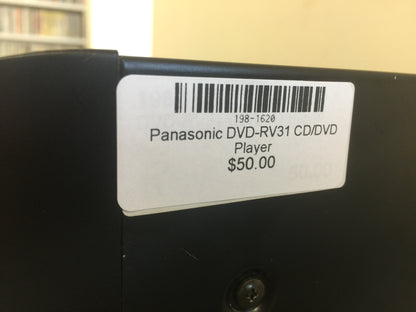 198-1620
Panasonic DVD-RV31 CD/DVD
Player
$50.00